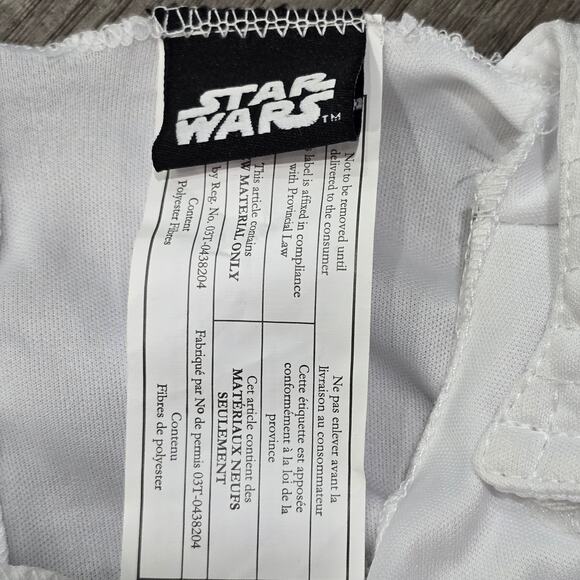 STAR
WARS™
Not to be removed until
delivered to the consumer
label is affixed in compliance
with Provincial Law
This article contains
MATERIAL ONLY
by Reg. No. 03T-0438204
Content
Polyester Fibres
Ne pas enlever avant la
livraison au consommateur
Cette étiquette est apposée
conformément à la loi de la
province
Cet article contient des
MATÉRIAUX NEUFS
SEULEMENT
Fabriqué par No de permis 03T-0438204
Contenu
Fibres de polyester